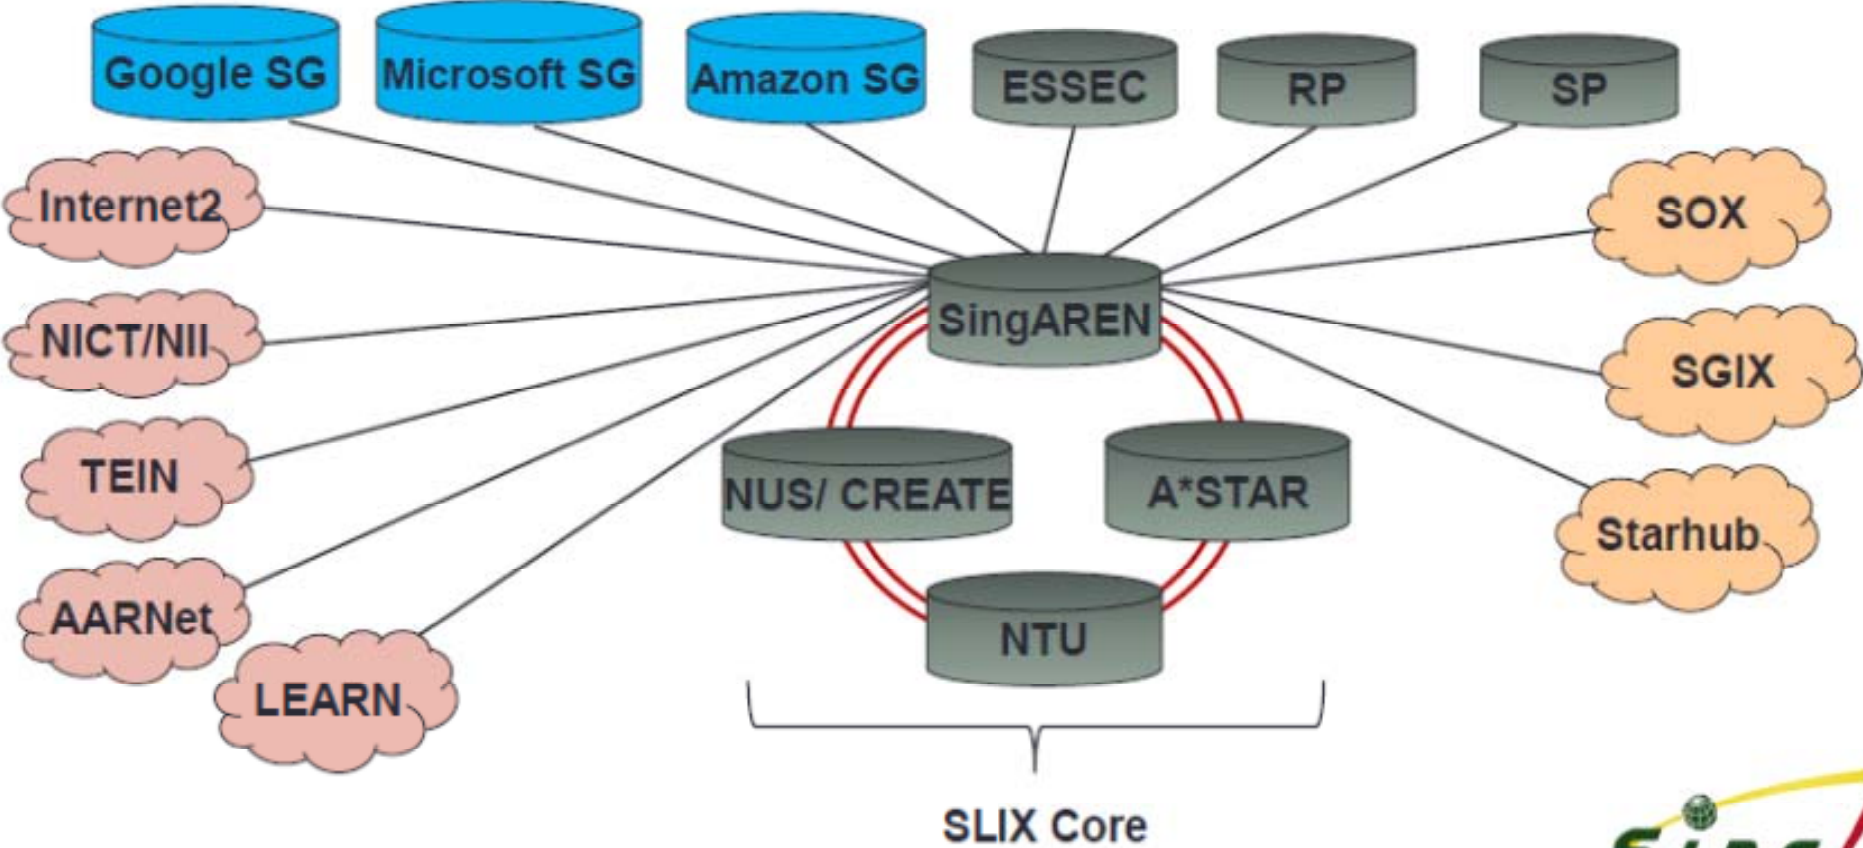 Google SG
Microsoft SG
Amazon SG
ESSEC
RP
SP
Internet2
SOX
NICT/NII
SingAREN
SGIX
TEIN
NUS/ CREATE
A*STAR
Starhub
AARNet
NTU
LEARN
SLIX Core